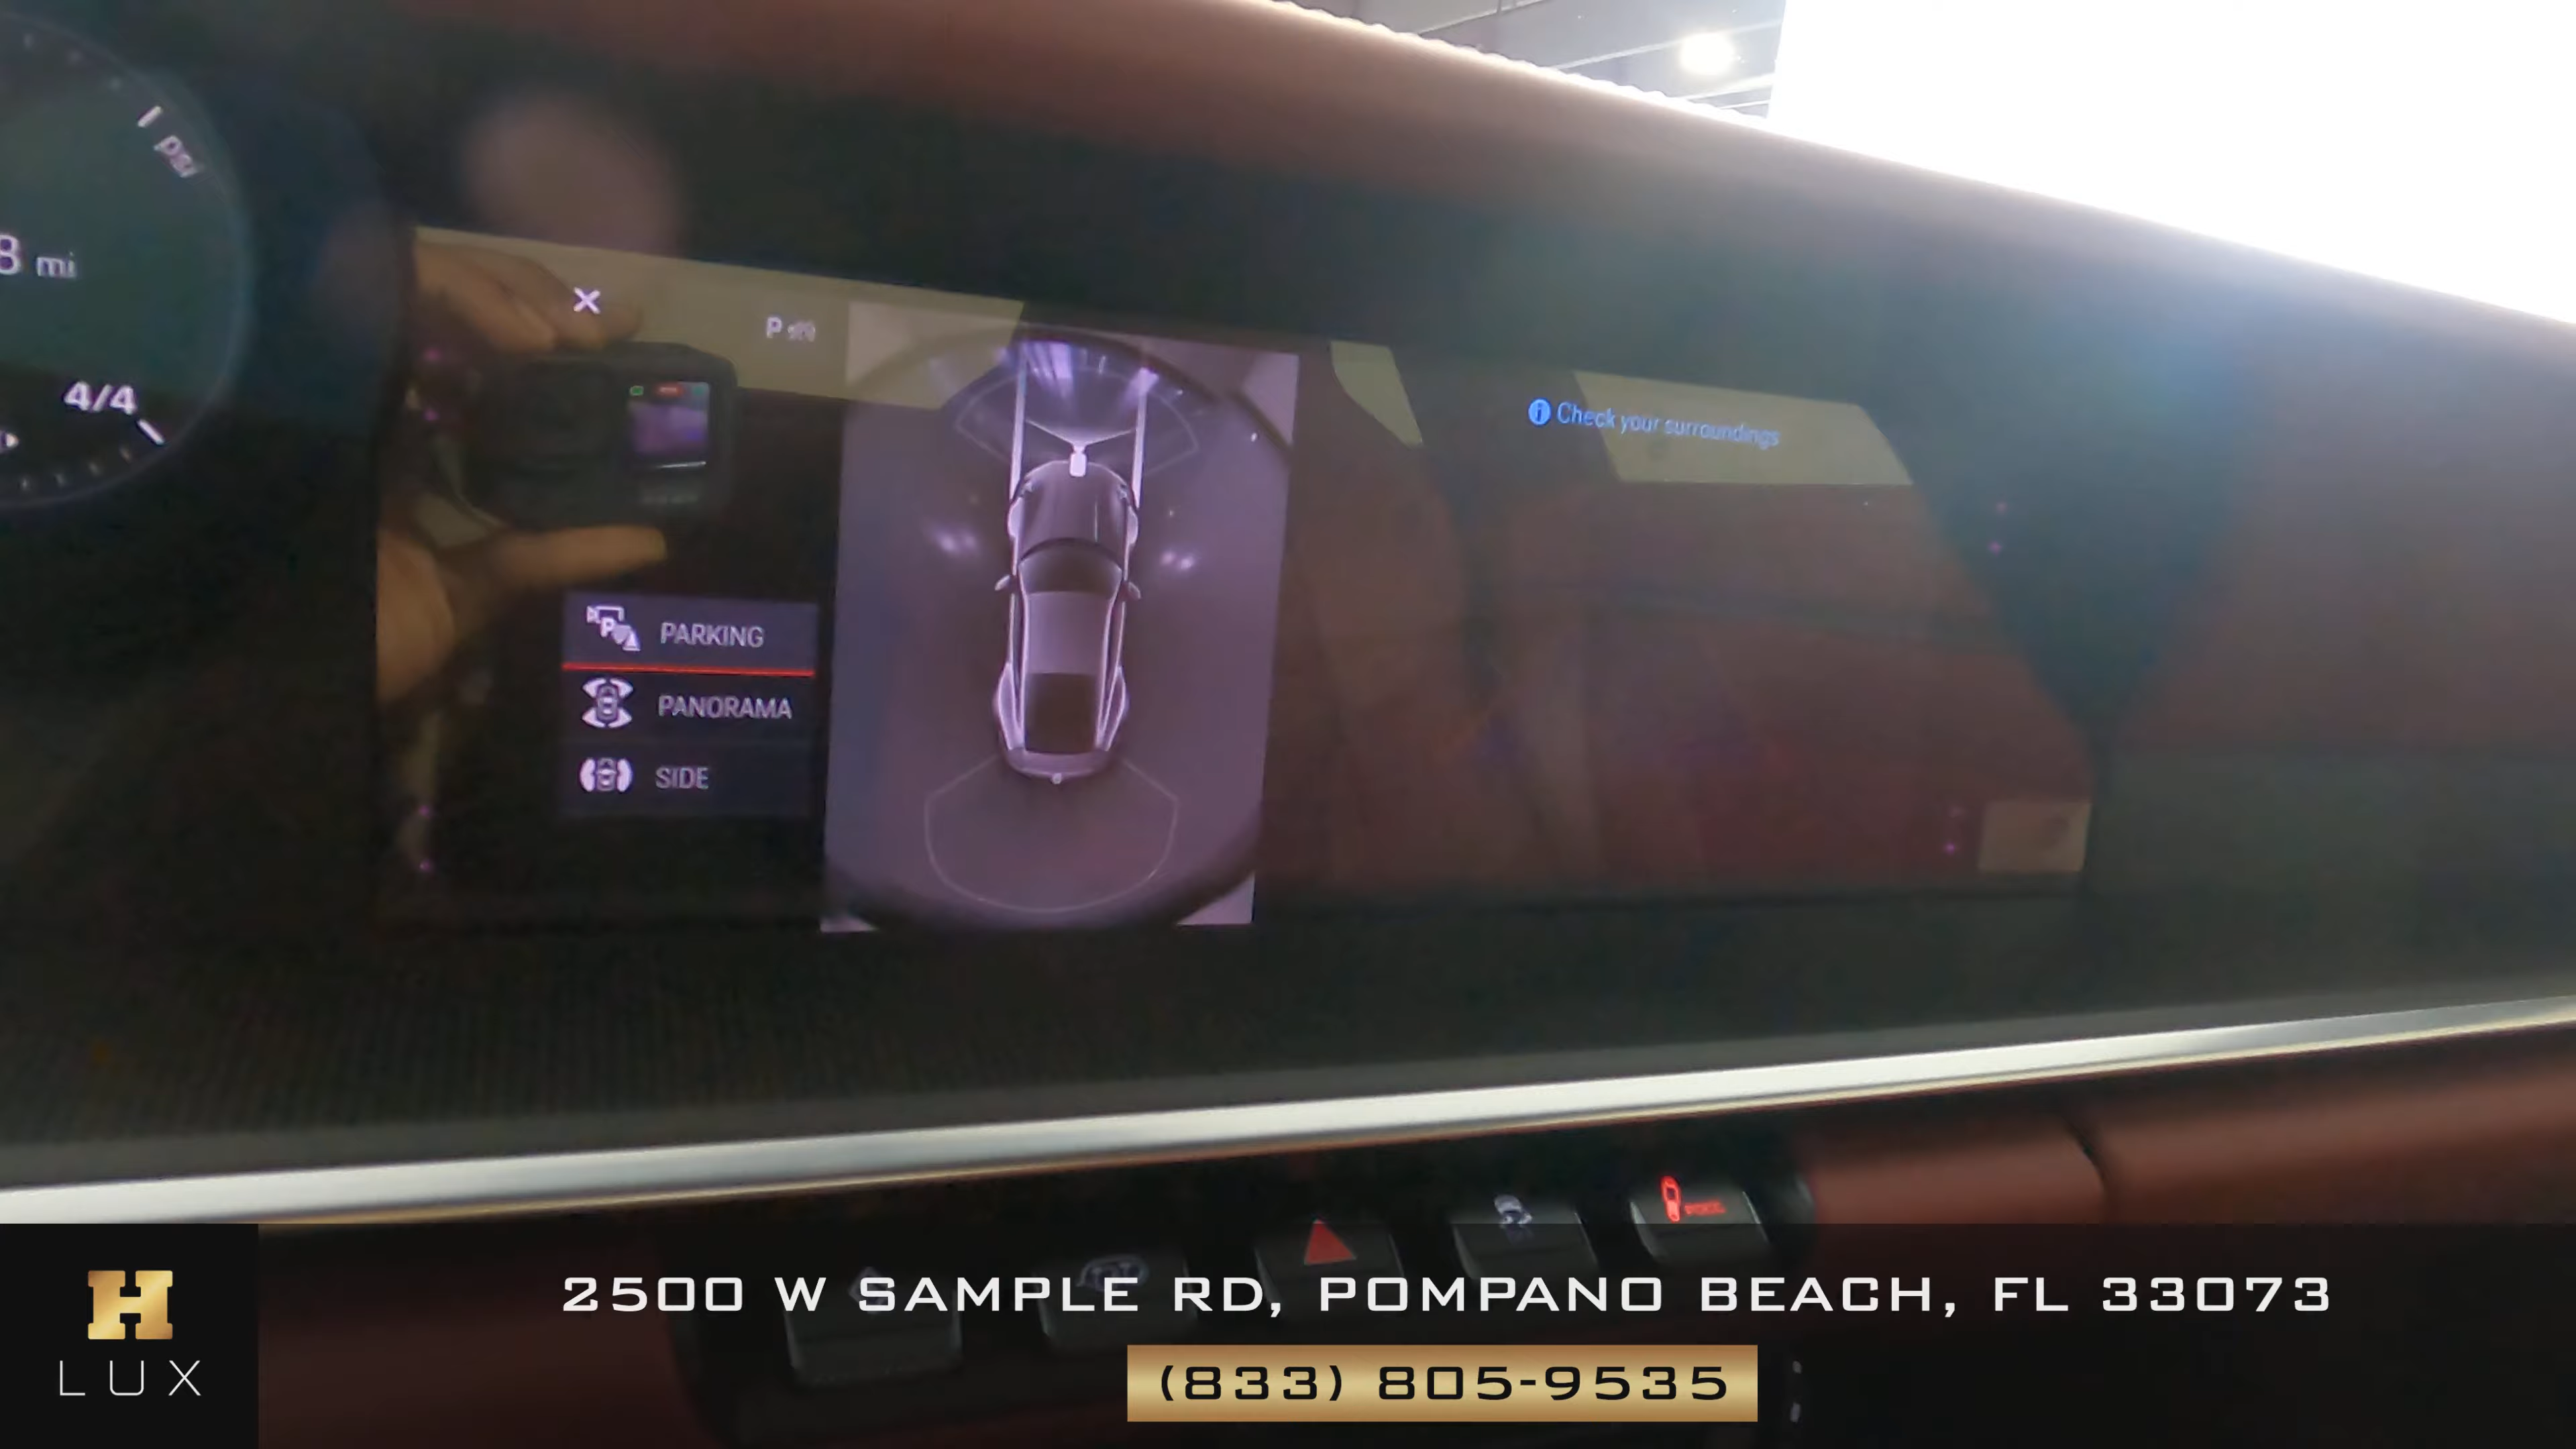 psi
8 mi
4/4
P
Check your surroundings
PARKING
PANORAMA
SIDE
H
LUX
2500 W SAMPLE RD, POMPANO BEACH, FL 33073
(833) 805-9535